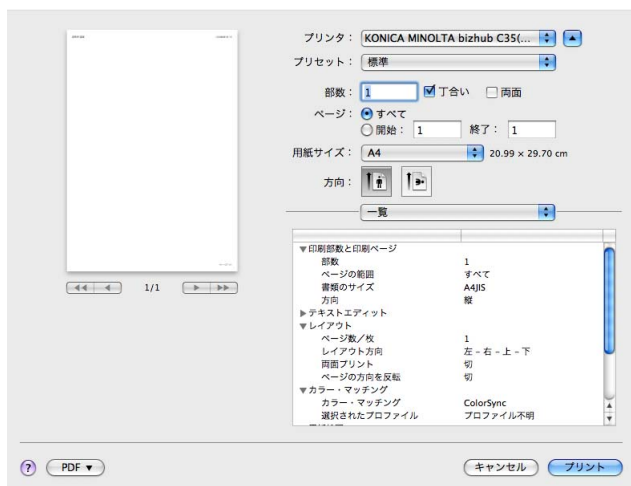 プリンタ： KONICA MINOLTA bizhub C35(...
プリセット： 標準
部数： 1 丁合い 両面
ページ： すべて
開始： 1 終了： 1
用紙サイズ： A4 20.99 × 29.70 cm
方向：
一覧
▼印刷部数と印刷ページ
部数 1
ページの範囲 すべて
書類のサイズ A4JIS
方向 縦
▶テキストエディット
▼レイアウト
ページ数/枚 1
レイアウト方向 左 – 右 – 上 – 下
両面プリント 切
ページの方向を反転 切
▼カラー・マッチング
カラー・マッチング ColorSync
選択されたプロファイル プロファイル不明
1/1
? PDF ▼ キャンセル プリント